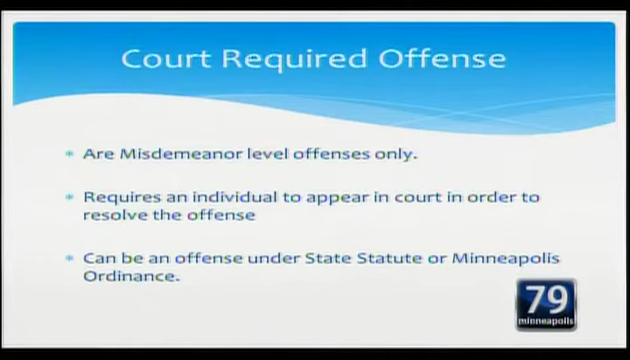 Court Required Offense
* Are Misdemeanor level offenses only.
* Requires an individual to appear in court in order to
resolve the offense
* Can be an offense under State Statute or Minneapolis
Ordinance.
79
minneapolis